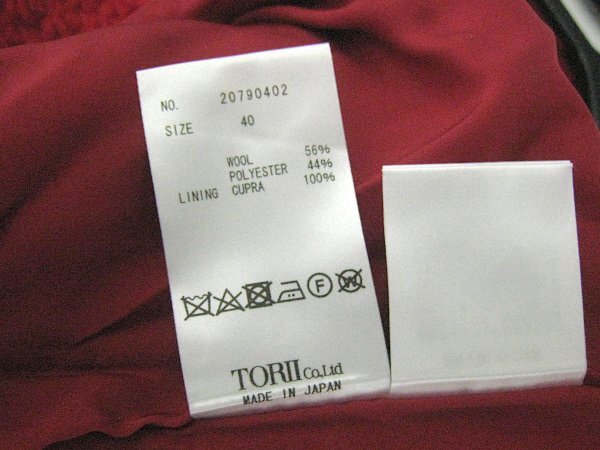 NO. 20790402
SIZE 40
WOOL 56%
POLYESTER 44%
LINING CUPRA 100%
F W
TORII Co,Ltd
MADE IN JAPAN